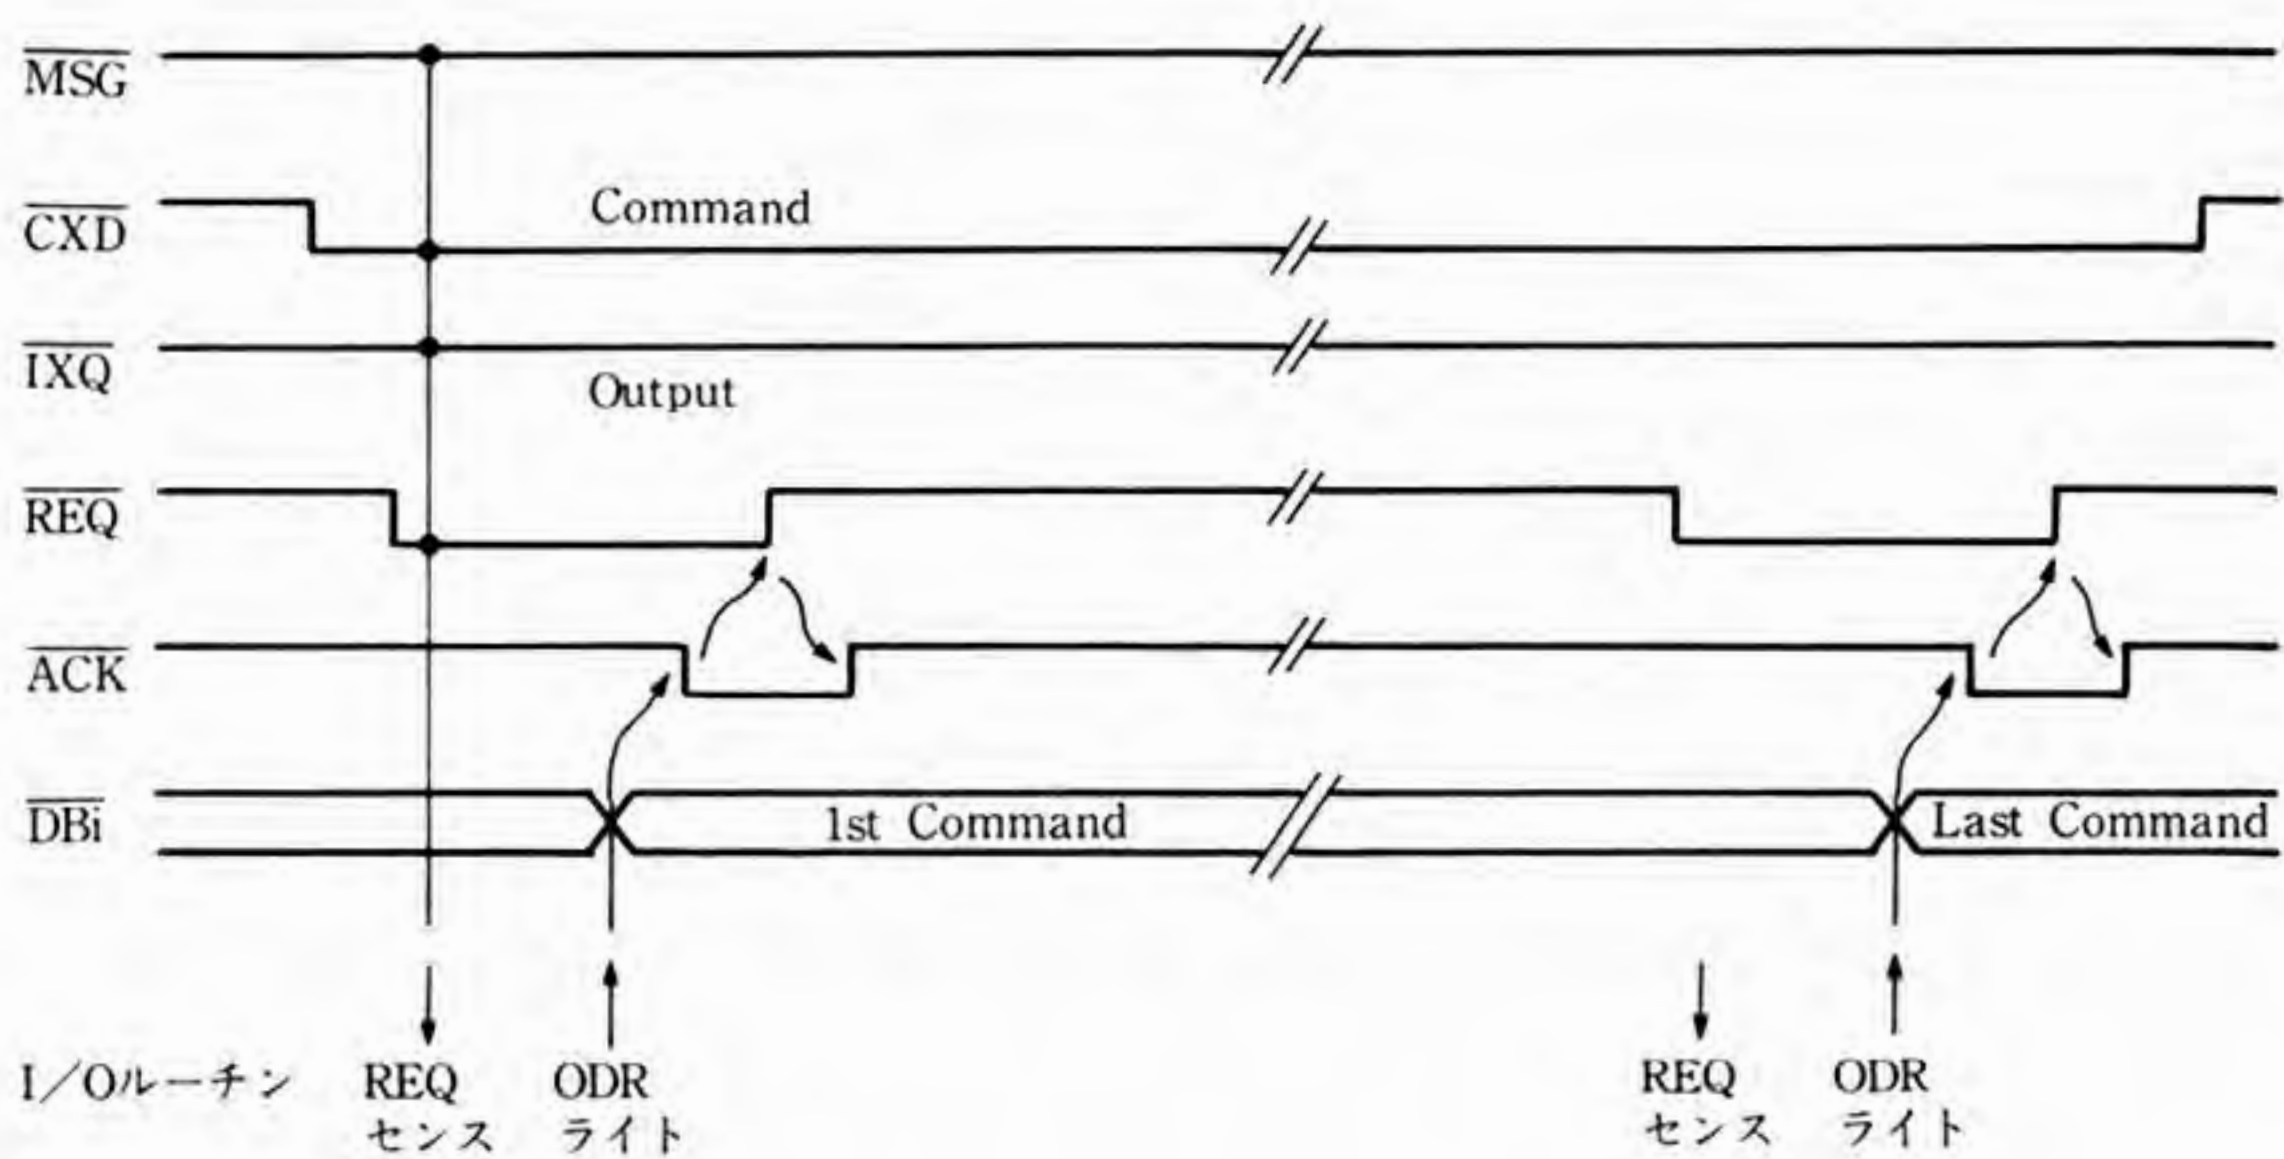 MSG
CXD
Command
IXQ
Output
REQ
ACK
DBi
1st Command
Last Command
I/Oルーチン
REQ
センス
ODR
ライト
REQ
センス
ODR
ライト